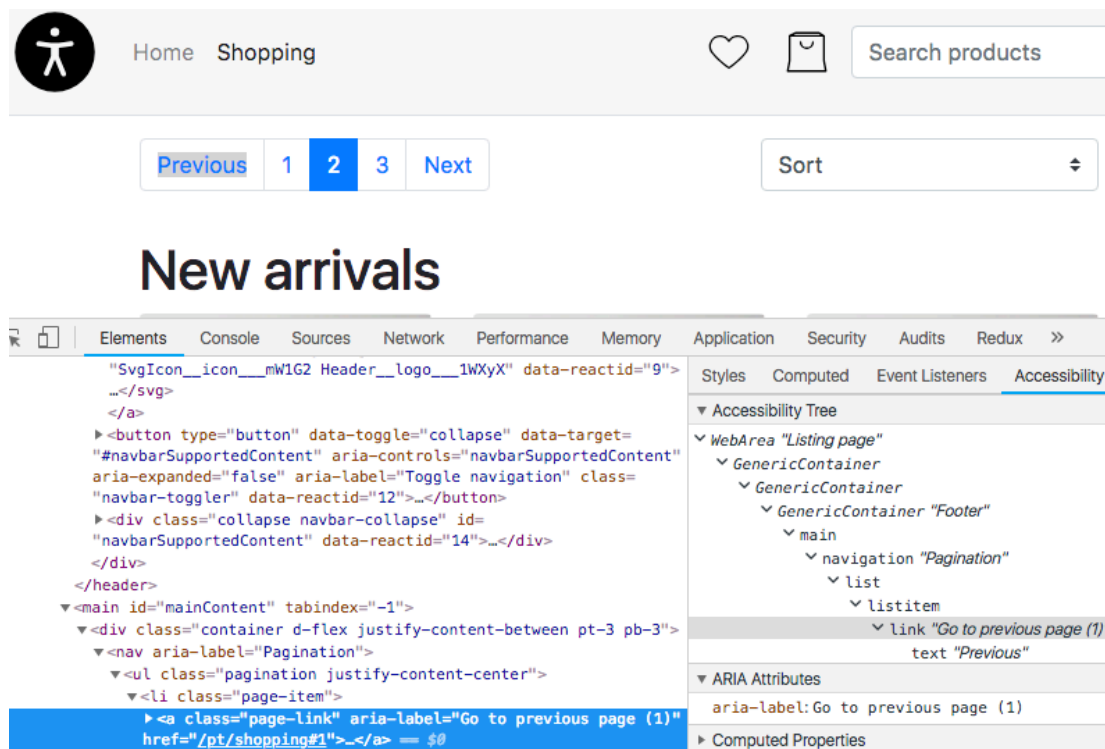 Home Shopping Search products
Previous 1 2 3 Next Sort
New arrivals
Elements Console Sources Network Performance Memory Application Security Audits Redux »
"SvgIcon__icon___mW1G2 Header__logo___1WXyX" data-reactid="9">
…</svg>
</a>
<button type="button" data-toggle="collapse" data-target=
"#navbarSupportedContent" aria-controls="navbarSupportedContent"
aria-expanded="false" aria-label="Toggle navigation" class=
"navbar-toggler" data-reactid="12">…</button>
<div class="collapse navbar-collapse" id=
"navbarSupportedContent" data-reactid="14">…</div>
</div>
</header>
<main id="mainContent" tabindex="-1">
<div class="container d-flex justify-content-between pt-3 pb-3">
<nav aria-label="Pagination">
<ul class="pagination justify-content-center">
<li class="page-item">
<a class="page-link" aria-label="Go to previous page (1)"
href="/pt/shopping#1">…</a> == $0
Styles Computed Event Listeners Accessibility
Accessibility Tree
WebArea "Listing page"
GenericContainer
GenericContainer
GenericContainer "Footer"
main
navigation "Pagination"
list
listitem
link "Go to previous page (1)
text "Previous"
ARIA Attributes
aria-label: Go to previous page (1)
Computed Properties